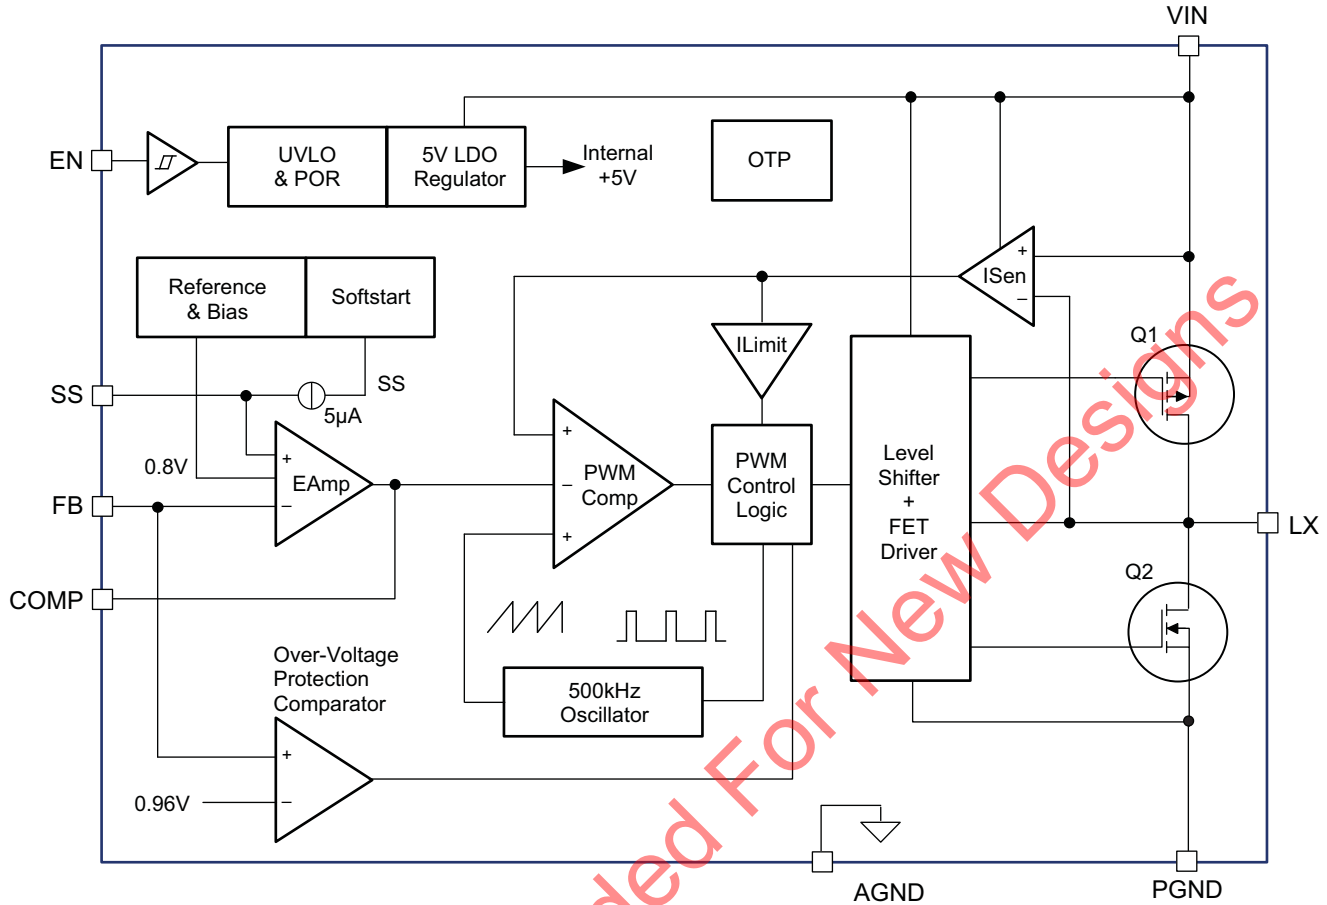 VIN
EN
UVLO
& POR
5V LDO
Regulator
Internal
+5V
OTP
Reference
& Bias
Softstart
ISen
+
−
ILimit
Q1
SS
SS
5µA
0.8V
+
EAmp
−
FB
+
PWM
Comp
−
+
PWM
Control
Logic
Level
Shifter
+
FET
Driver
LX
Q2
COMP
Over-Voltage
Protection
Comparator
500kHz
Oscillator
+
0.96V
−
AGND
PGND
ded For New Designs